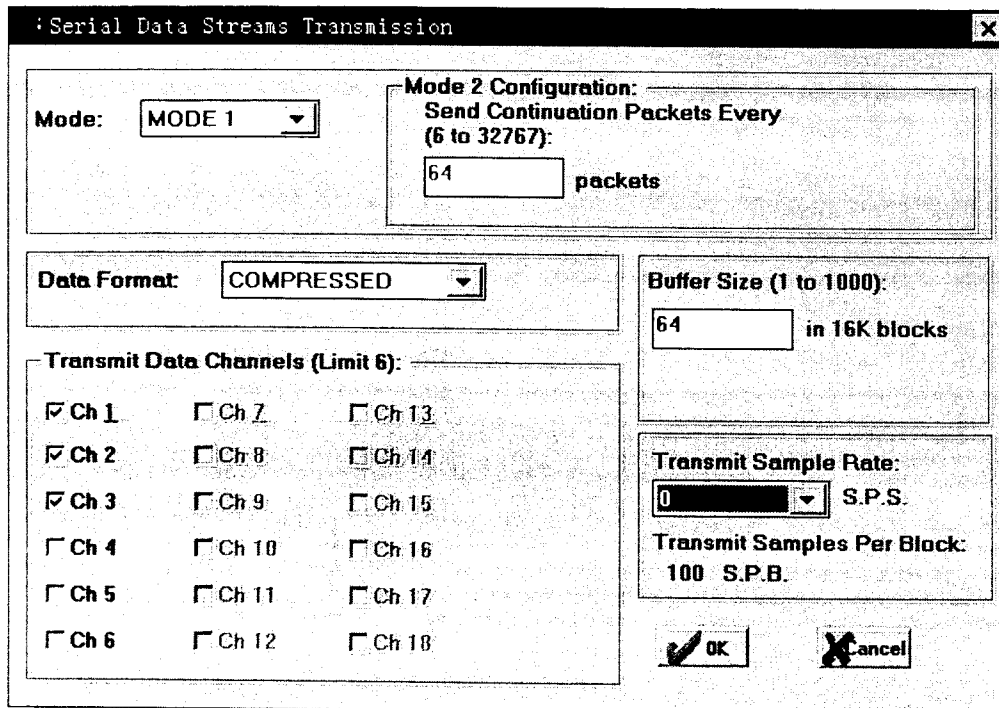 Serial Data Streams Transmission
Mode 2 Configuration:
Mode: MODE 1
Send Continuation Packets Every
(6 to 32767):
64 packets
Data Format: COMPRESSED
Buffer Size (1 to 1000):
64 in 16K blocks
Transmit Data Channels (Limit 6):
Ch 1 Ch 7 Ch 13
Ch 2 Ch 8 Ch 14
Ch 3 Ch 9 Ch 15
Ch 4 Ch 10 Ch 16
Ch 5 Ch 11 Ch 17
Ch 6 Ch 12 Ch 18
Transmit Sample Rate:
0 S.P.S.
Transmit Samples Per Block:
100 S.P.B.
OK Cancel